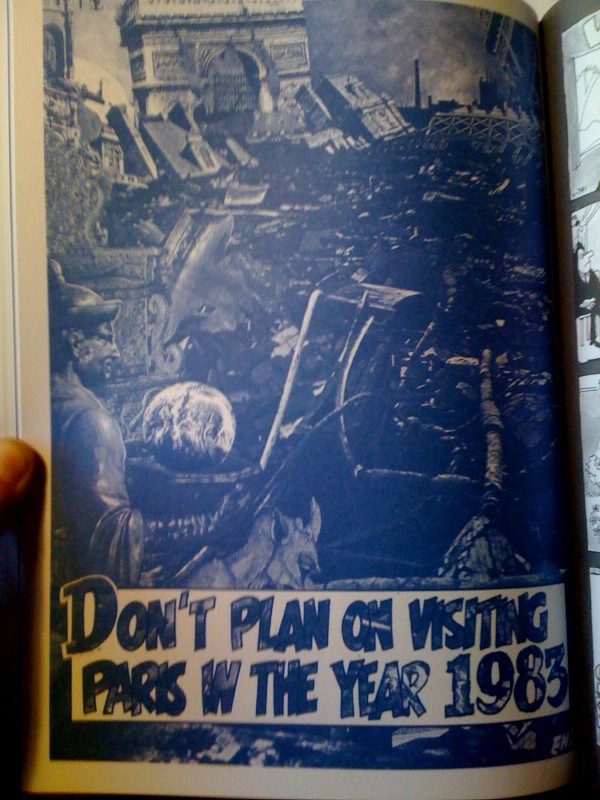 DON'T PLAN ON VISITING
PARIS IN THE YEAR 1983